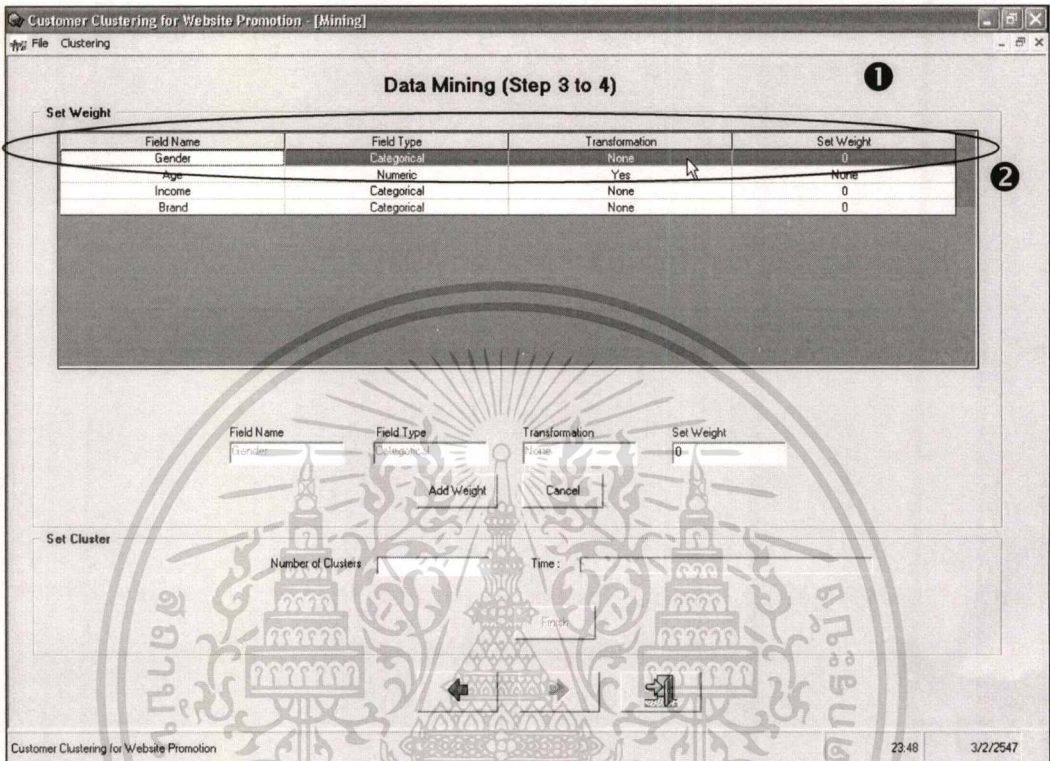 Customer Clustering for Website Promotion - [Mining]
File Clustering
Data Mining (Step 3 to 4)
❶
Set Weight
Field Name Field Type Transformation Set Weight
Gender Categorical None 0
Age Numeric Yes None
❷
Income Categorical None 0
Brand Categorical None 0
Field Name Field Type Transformation Set Weight
Gender Categorical None 0
Add Weight Cancel
Set Cluster
Number of Clusters Time :
Finish
Customer Clustering for Website Promotion 23:48 3/2/2547